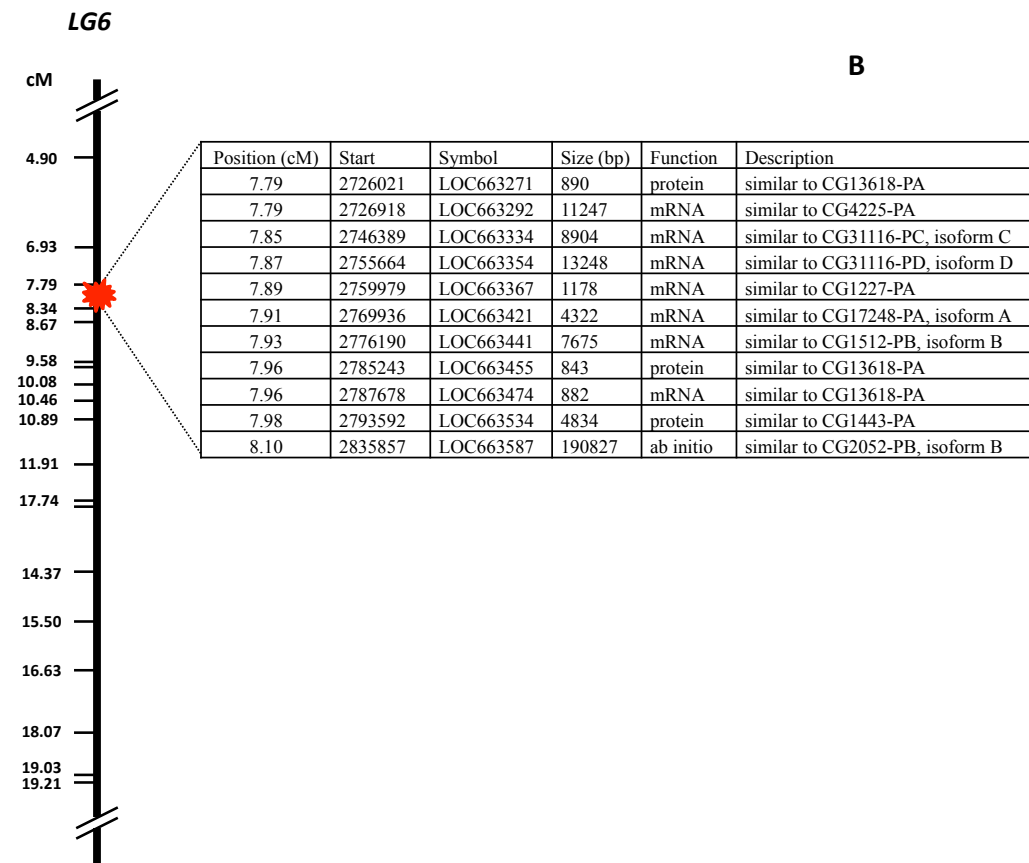 LG6
cM
B
4.90
6.93
7.79
8.34
8.67
9.58
10.08
10.46
10.89
11.91
17.74
14.37
15.50
16.63
18.07
19.03
19.21
Position (cM) Start Symbol Size (bp) Function Description
7.79 2726021 LOC663271 890 protein similar to CG13618-PA
7.79 2726918 LOC663292 11247 mRNA similar to CG4225-PA
7.85 2746389 LOC663334 8904 mRNA similar to CG31116-PC, isoform C
7.87 2755664 LOC663354 13248 mRNA similar to CG31116-PD, isoform D
7.89 2759979 LOC663367 1178 mRNA similar to CG1227-PA
7.91 2769936 LOC663421 4322 mRNA similar to CG17248-PA, isoform A
7.93 2776190 LOC663441 7675 mRNA similar to CG1512-PB, isoform B
7.96 2785243 LOC663455 843 protein similar to CG13618-PA
7.96 2787678 LOC663474 882 mRNA similar to CG13618-PA
7.98 2793592 LOC663534 4834 protein similar to CG1443-PA
8.10 2835857 LOC663587 190827 ab initio similar to CG2052-PB, isoform B